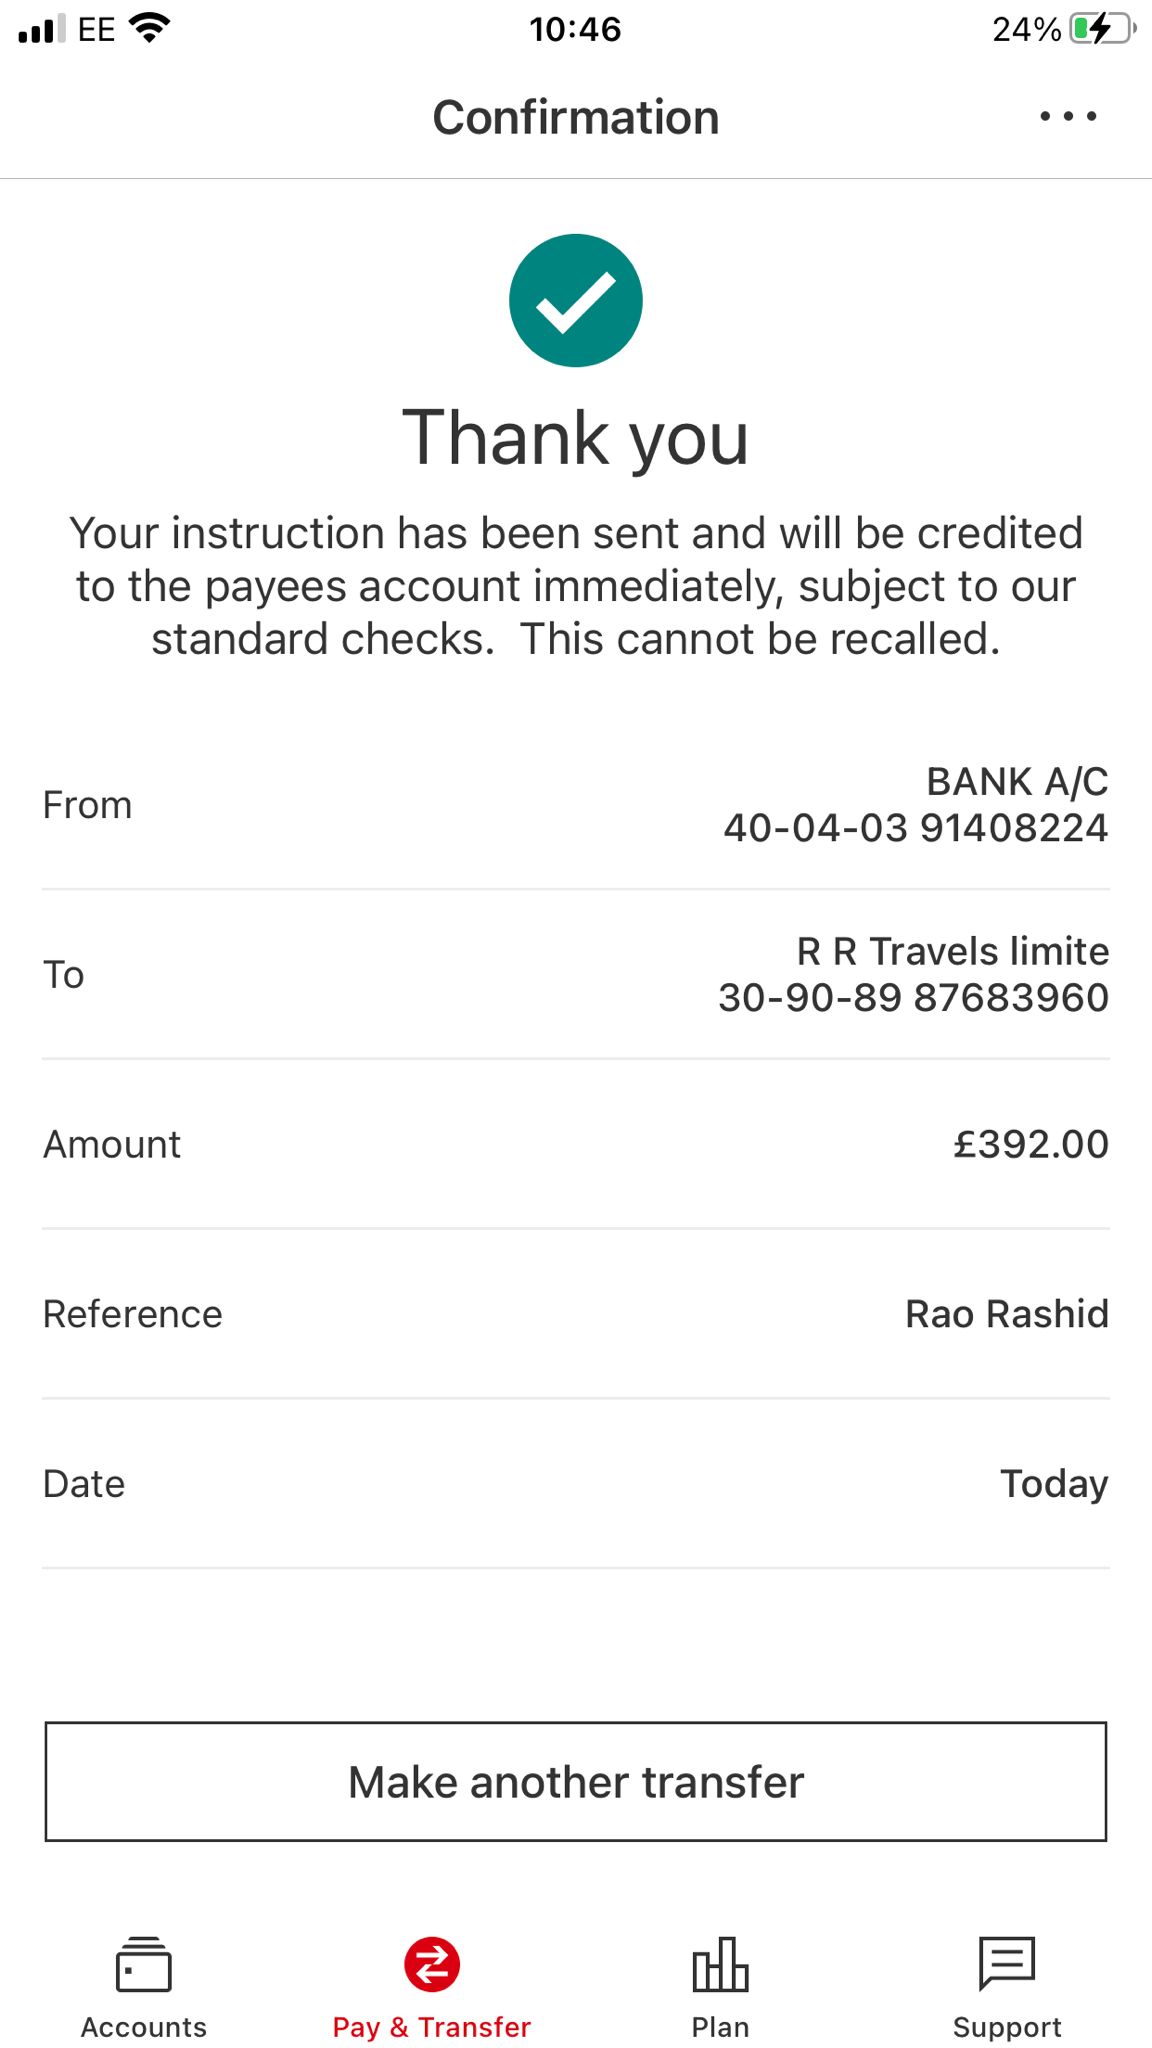 EE
10:46
24%
Confirmation
Thank you
Your instruction has been sent and will be credited
to the payees account immediately, subject to our
standard checks.  This cannot be recalled.
From
BANK A/C
40-04-03 91408224
To
R R Travels limite
30-90-89 87683960
Amount
£392.00
Reference
Rao Rashid
Date
Today
Make another transfer
Accounts
Pay & Transfer
Plan
Support